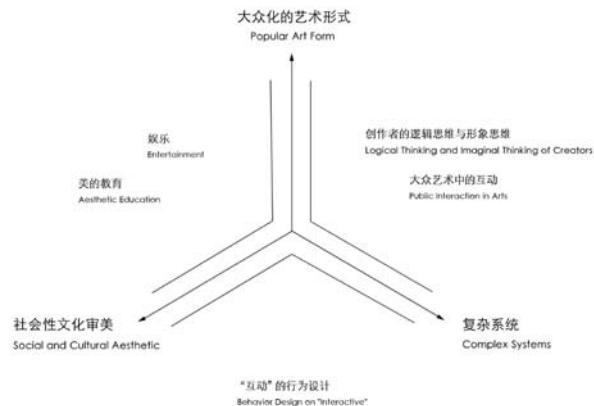 大众化的艺术形式
Popular Art Form
娱乐
Entertainment
美的教育
Aesthetic Education
创作者的逻辑思维与形象思维
Logical Thinking and Imaginal Thinking of Creators
大众艺术中的互动
Public Interaction in Arts
社会性文化审美
Social and Cultural Aesthetic
复杂系统
Complex Systems
“互动”的行为设计
Behavior Design on "Interactive"